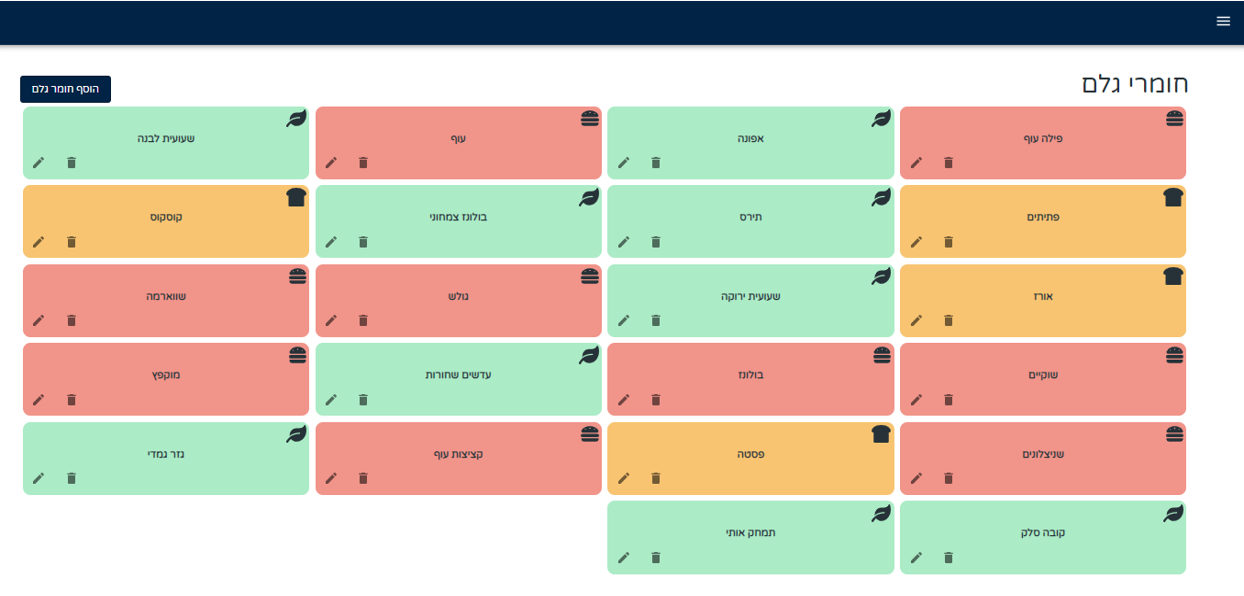 חומרי גלם
הוסף חומר גלם
פילה עוף
אפונה
עוף
שעועית לבנה
פתיתים
תירס
בולונז צמחוני
קוסקוס
אורז
שעועית ירוקה
גולש
שווארמה
שוקיים
בולונז
עדשים שחורות
מוקפץ
שניצלונים
פסטה
קציצות עוף
גזר גמדי
קובה סלק
תמחק אותי